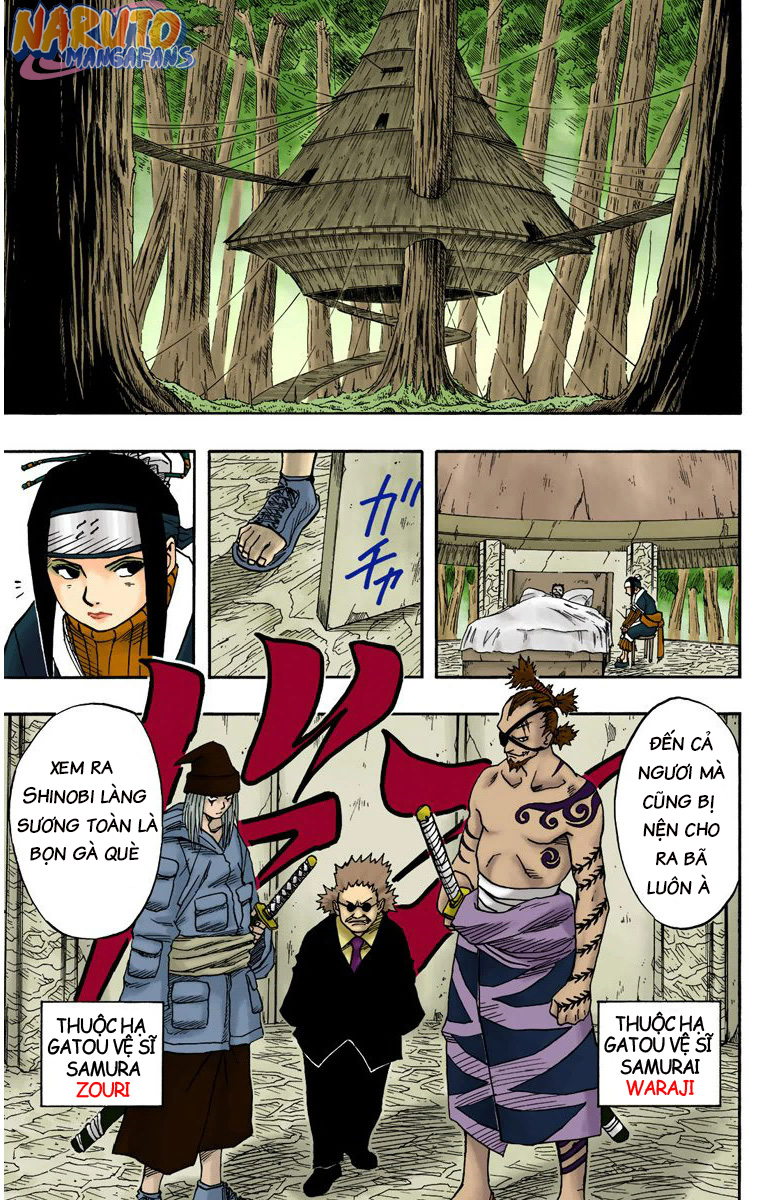 NARUTO
MANGAFANS
ガチャ
ĐẾN CẢ
NGƯƠI MÀ
CŨNG BỊ
NỆN CHO
RA BÃ
LUÔN À
XEM RA
SHINOBI LÀNG
SƯƠNG TOÀN LÀ
BỌN GÀ QUÈ
THUỘC HẠ
GATOU VỆ SĨ
SAMURAI
WARAJI
THUỘC HẠ
GATOU VỆ SĨ
SAMURA
ZOURI